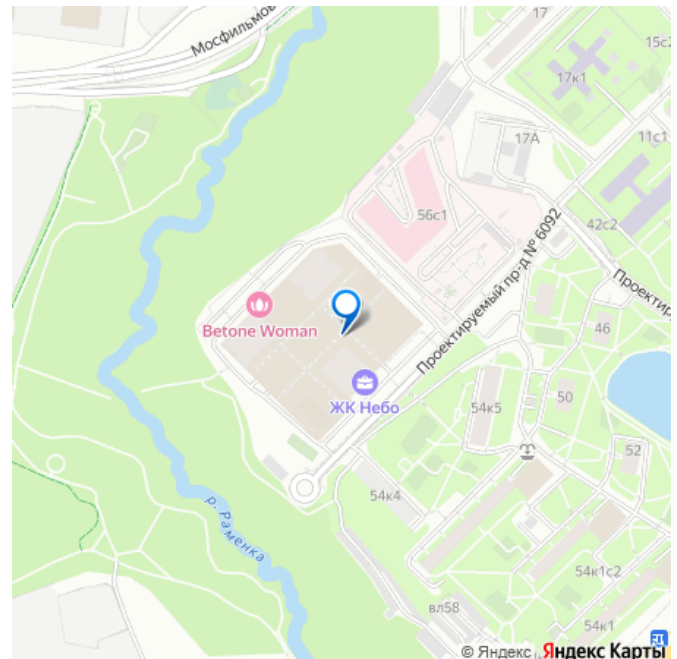 Мосфильмов
17
15с2
17к1
17А
11с1
56с1
42с2
Проектируемый пр-д № 6092
Проектир
Betone Woman
46
ЖК Небо
54к5
50
52
54к4
р. Раменка
54к1с2
вл58
54к1
© Яндекс Яндекс Карты